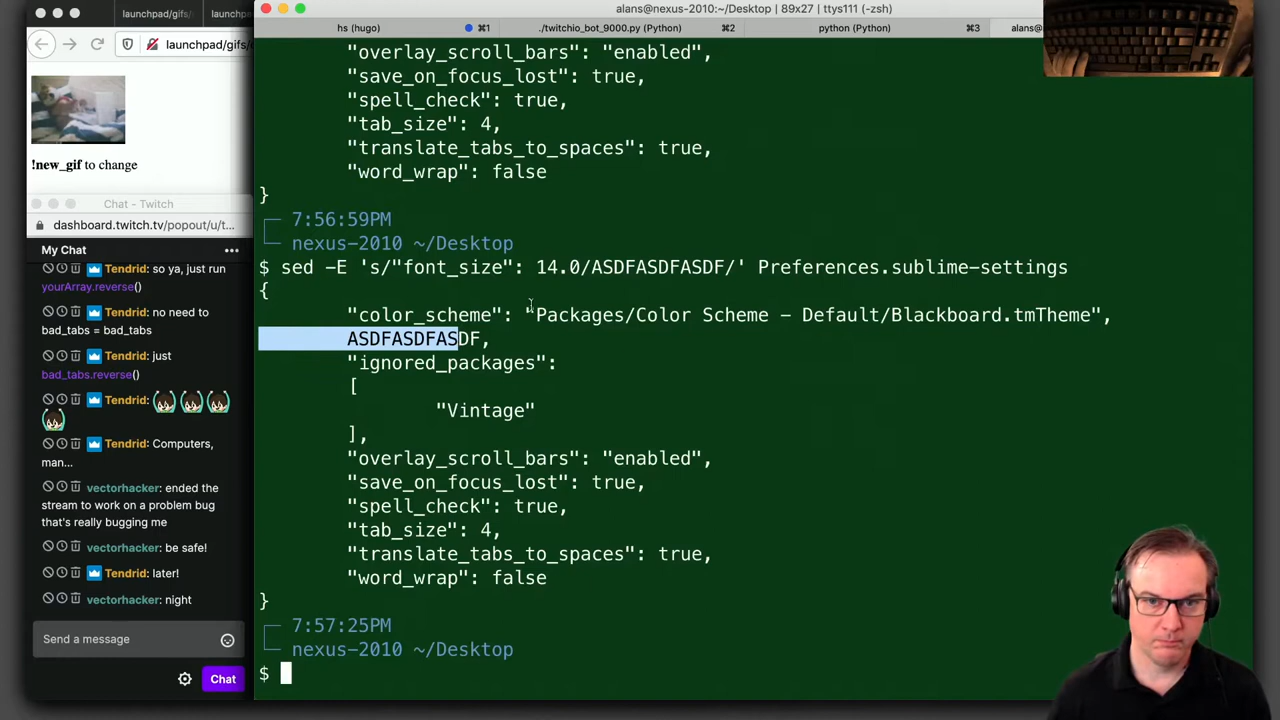 launchpad/gifs/
launchpad/gifs/
launchpad/gifs/
!new_gif to change
Chat - Twitch
dashboard.twitch.tv/popout/u/t...
My Chat
Tendrid: so ya, just run
yourArray.reverse()
Tendrid: no need to
bad_tabs = bad_tabs
Tendrid: just
bad_tabs.reverse()
Tendrid:
Tendrid: Computers,
man...
vectorhacker: ended the
stream to work on a problem bug
that's really bugging me
vectorhacker: be safe!
Tendrid: later!
vectorhacker: night
Send a message
Chat
alans@nexus-2010:~/Desktop | 89x27 | ttys111 (-zsh)
hs (hugo) ⌘1 ./twitchio_bot_9000.py (Python) ⌘2 python (Python) ⌘3 alans@
"overlay_scroll_bars": "enabled",
"save_on_focus_lost": true,
"spell_check": true,
"tab_size": 4,
"translate_tabs_to_spaces": true,
"word_wrap": false
}
7:56:59PM
nexus-2010 ~/Desktop
$ sed -E 's/"font_size": 14.0/ASDFASDFASDF/' Preferences.sublime-settings
{
"color_scheme": "Packages/Color Scheme - Default/Blackboard.tmTheme",
ASDFASDFASDF,
"ignored_packages":
[
"Vintage"
],
"overlay_scroll_bars": "enabled",
"save_on_focus_lost": true,
"spell_check": true,
"tab_size": 4,
"translate_tabs_to_spaces": true,
"word_wrap": false
}
7:57:25PM
nexus-2010 ~/Desktop
$